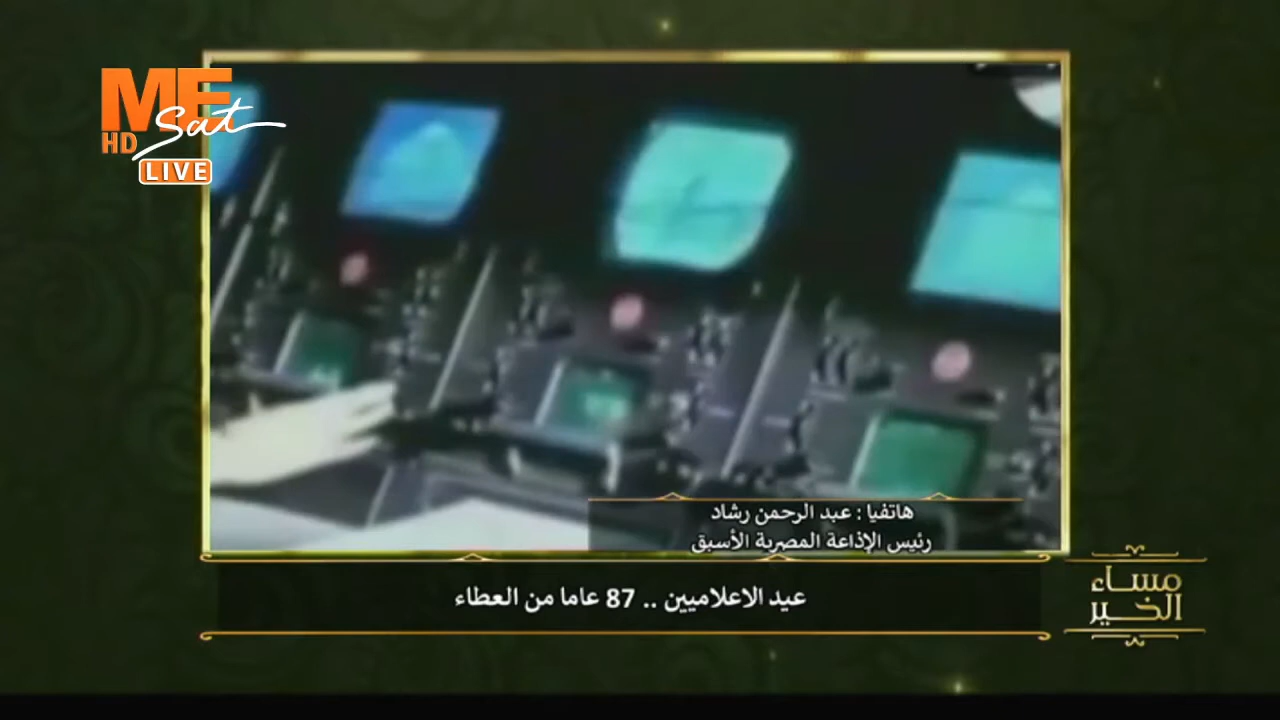 ME
Sat
HD
LIVE
هاتفيا : عبد الرحمن رشاد
رئيس الإذاعة المصرية الأسبق
عيد الاعلاميين .. 87 عاما من العطاء
مساء
الخير